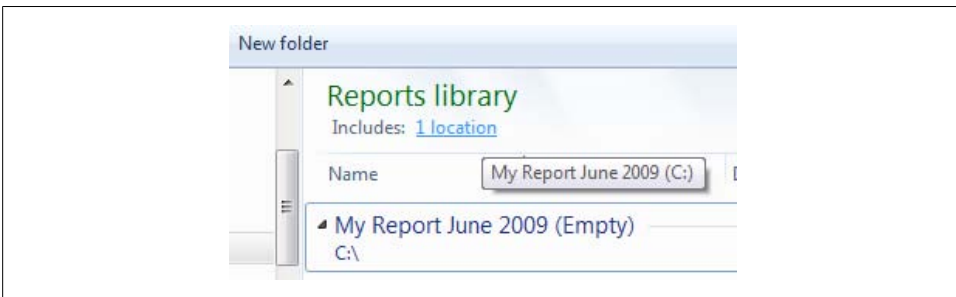 New folder
Reports library
Includes: 1 location
Name
My Report June 2009 (C:)
My Report June 2009 (Empty)
C:\